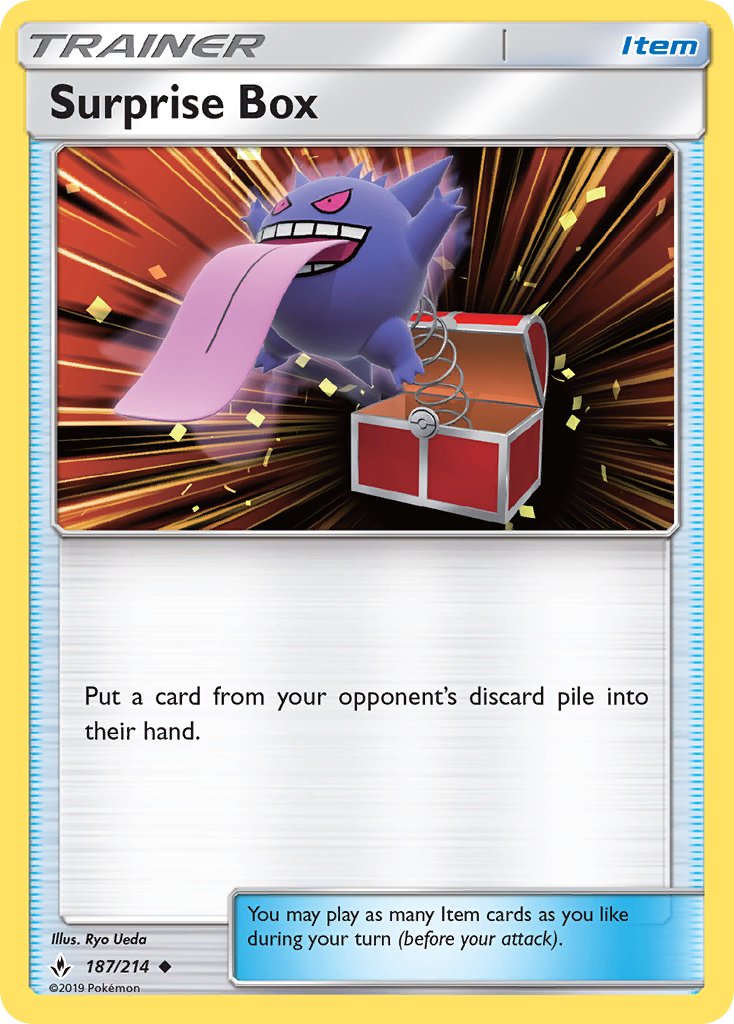 TRAINER
Item
Surprise Box
Put a card from your opponent's discard pile into
their hand.
You may play as many Item cards as you like
during your turn (before your attack).
Illus. Ryo Ueda
187/214 ◆
©2019 Pokémon